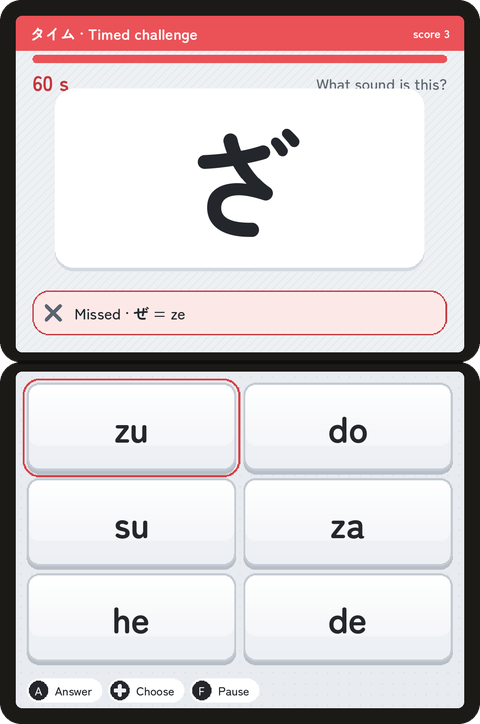 タイム · Timed challenge
score 3
60 s
What sound is this?
ざ
Missed · ぜ = ze
zu
do
su
za
he
de
A Answer
Choose
F Pause